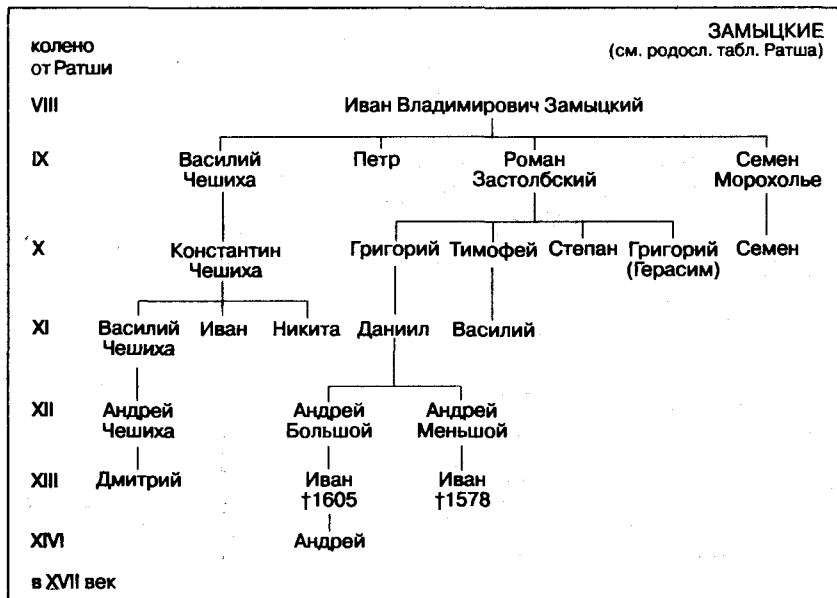 ЗАМЫЦКИЕ
(см. родосл. табл. Ратша)
колено
от Ратши
VIII Иван Владимирович Замыцкий
IX Василий Петр Роман Семен
Чешиха Застолбский Морохолье
X Константин Григорий Тимофей Степан Григорий Семен
Чешиха (Герасим)
XI Василий Иван Никита Даниил Василий
Чешиха
XII Андрей Андрей Андрей
Чешиха Большой Меньшой
XIII Дмитрий Иван Иван
†1605 †1578
XIVI Андрей
в XVII век